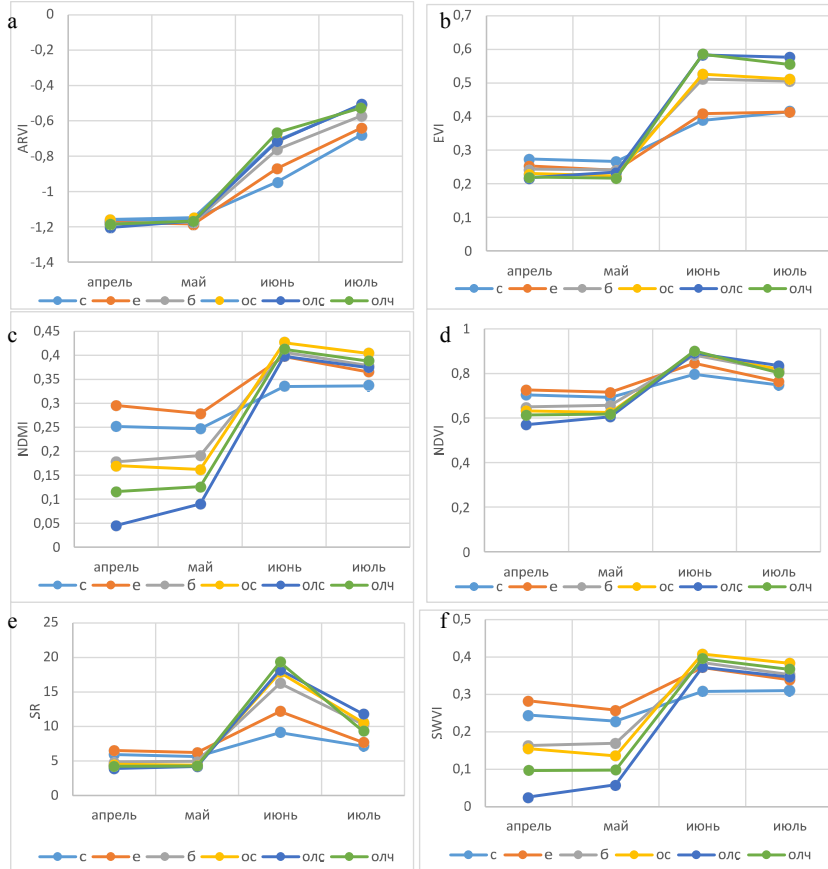 a
0
-0,2
-0,4
-0,6
-0,8
-1
-1,2
-1,4
ARVI
апрель май июнь июль
с е б ос олс олч
b
0,7
0,6
0,5
0,4
0,3
0,2
0,1
0
EVI
апрель май июнь июль
с е б ос олс олч
c
0,45
0,4
0,35
0,3
0,25
0,2
0,15
0,1
0,05
0
NDMI
апрель май июнь июль
с е б ос олс олч
d
1
0,8
0,6
0,4
0,2
0
NDVI
апрель май июнь июль
с е б ос олс олч
e
25
20
15
10
5
0
SR
апрель май июнь июль
с е б ос олс олч
f
0,5
0,4
0,3
0,2
0,1
0
SWVI
апрель май июнь июль
с е б ос олс олч